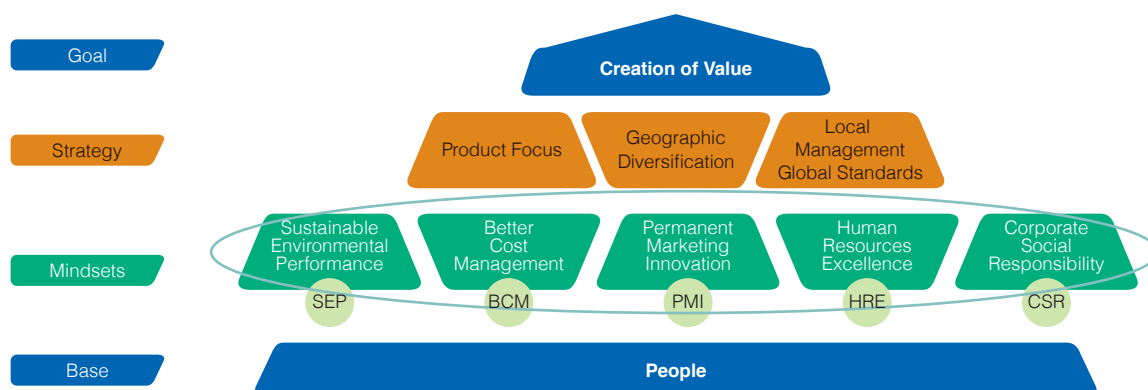 Goal
Creation of Value
Strategy
Product Focus
Geographic
Diversification
Local
Management
Global Standards
Mindsets
Sustainable
Environmental
Performance
Better
Cost
Management
Permanent
Marketing
Innovation
Human
Resources
Excellence
Corporate
Social
Responsibility
SEP
BCM
PMI
HRE
CSR
Base
People